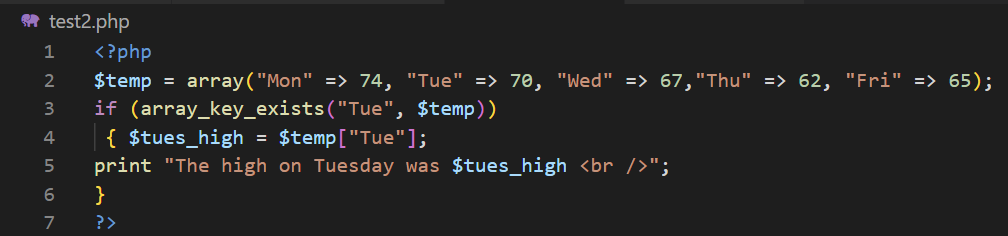 test2.php
1 <?php
2 $temp = array("Mon" => 74, "Tue" => 70, "Wed" => 67,"Thu" => 62, "Fri" => 65);
3 if (array_key_exists("Tue", $temp))
4  { $tues_high = $temp["Tue"];
5 print "The high on Tuesday was $tues_high <br />";
6 }
7 ?>